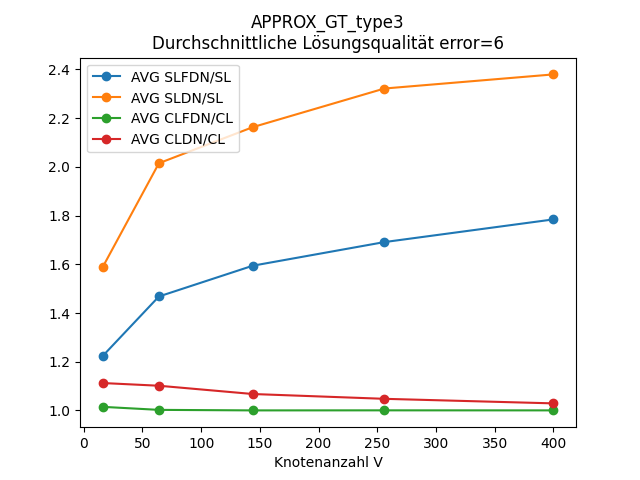 APPROX_GT_type3
Durchschnittliche Lösungsqualität error=6
AVG SLFDN/SL
AVG SLDN/SL
AVG CLFDN/CL
AVG CLDN/CL
2.4
2.2
2.0
1.8
1.6
1.4
1.2
1.0
0 50 100 150 200 250 300 350 400
Knotenanzahl V